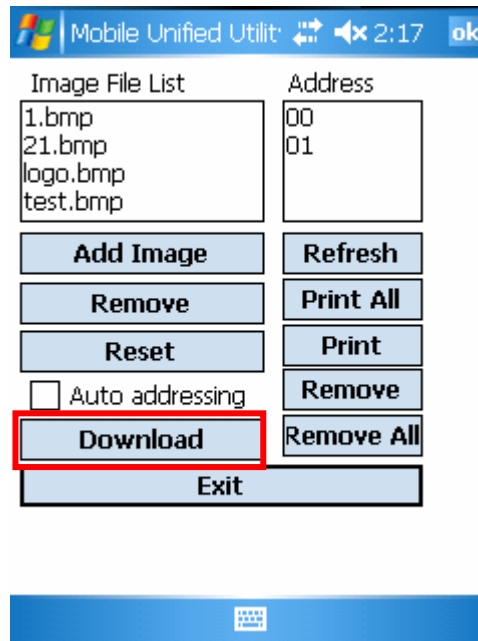 Mobile Unified Utilit 2:17 ok
Image File List
1.bmp
21.bmp
logo.bmp
test.bmp
Add Image
Remove
Reset
Auto addressing
Download
Address
00
01
Refresh
Print All
Print
Remove
Remove All
Exit